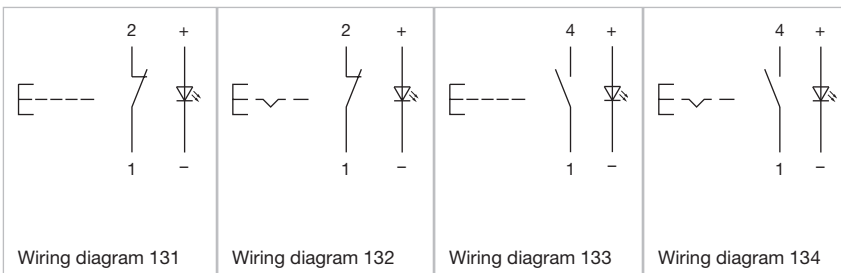 2 + 2 + 4 + 4 +
1 – 1 – 1 – 1 –
Wiring diagram 131 Wiring diagram 132 Wiring diagram 133 Wiring diagram 134